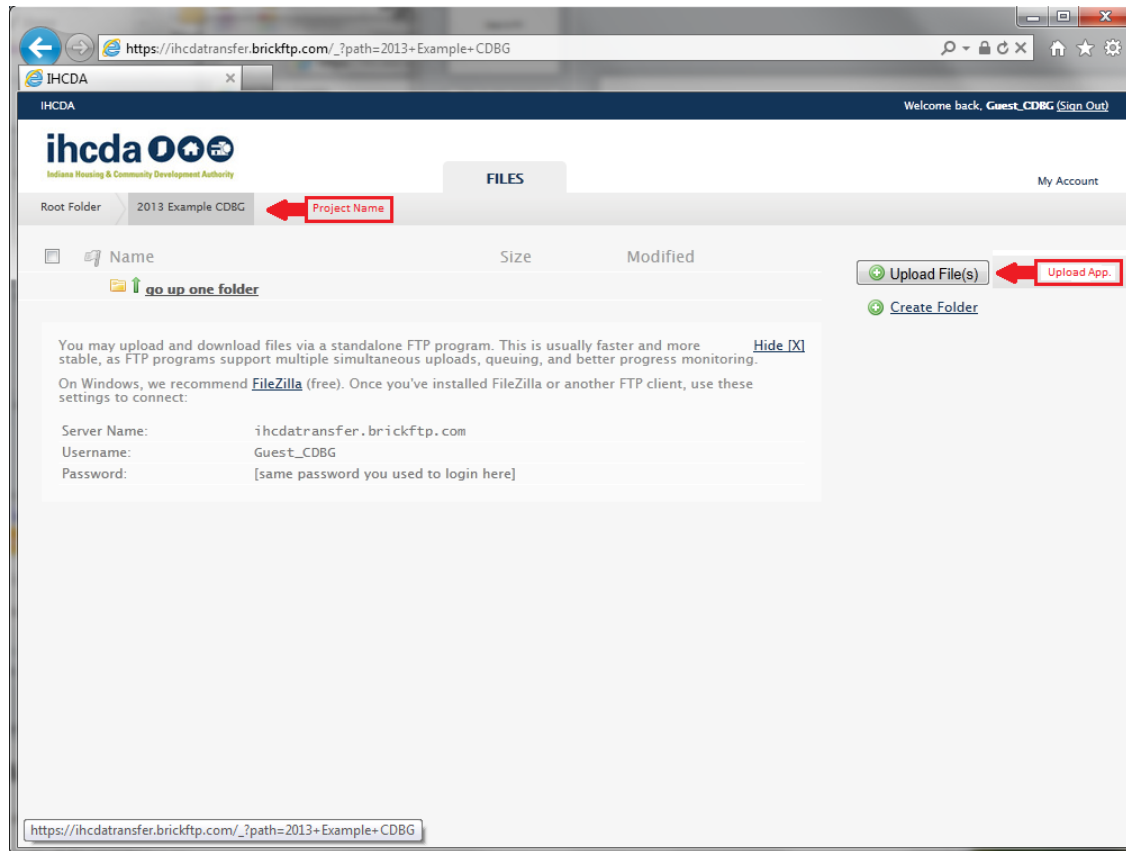 https://ihcdatransfer.brickftp.com/_?path=2013+Example+CDBG
IHCDA
IHCDA
Welcome back, Guest_CDBG (Sign Out)
ihcda
Indiana Housing & Community Development Authority
FILES
My Account
Root Folder
2013 Example CDBG
Project Name
Name
Size
Modified
go up one folder
Upload File(s)
Upload App.
Create Folder
You may upload and download files via a standalone FTP program. This is usually faster and more
Hide [X]
stable, as FTP programs support multiple simultaneous uploads, queuing, and better progress monitoring.
On Windows, we recommend FileZilla (free). Once you've installed FileZilla or another FTP client, use these
settings to connect:
Server Name: ihcdatransfer.brickftp.com
Username: Guest_CDBG
Password: [same password you used to login here]
https://ihcdatransfer.brickftp.com/_?path=2013+Example+CDBG